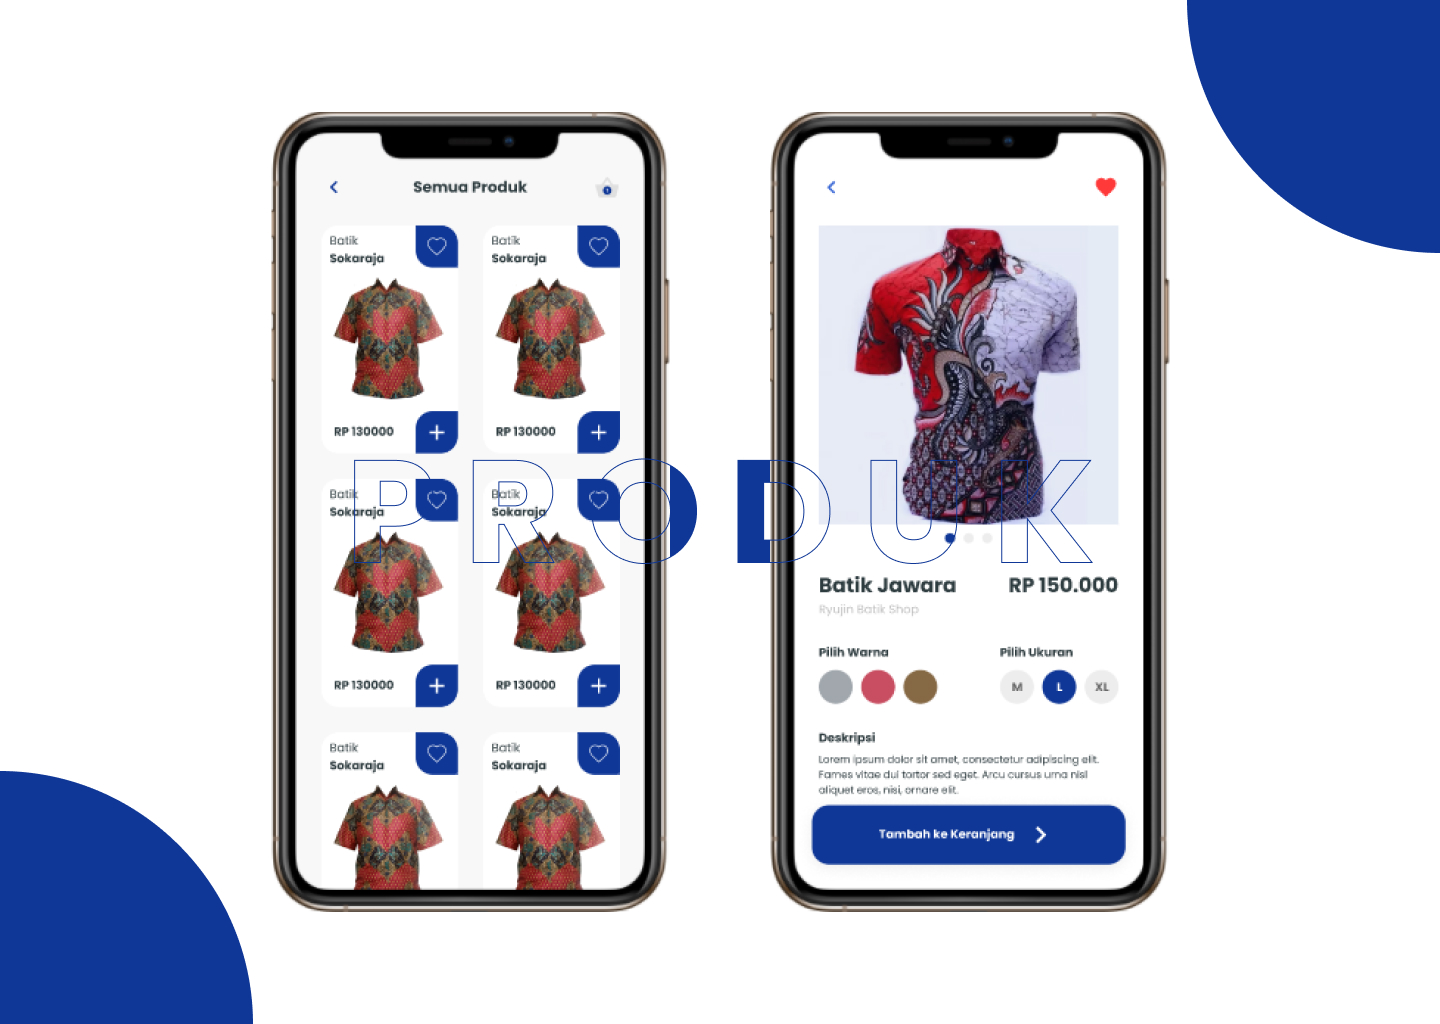 Semua Produk
1
Batik
Sokaraja
RP 130000
Batik
Sokaraja
RP 130000
Batik
Sokaraja
RP 130000
Batik
Sokaraja
RP 130000
Batik
Sokaraja
Batik
Sokaraja
PRODUK
Batik Jawara
RP 150.000
Ryujin Batik Shop
Pilih Warna
Pilih Ukuran
M
L
XL
Deskripsi
Lorem ipsum dolor sit amet, consectetur adipiscing elit.
Fames vitae dui tortor sed eget. Arcu cursus urna nisl
aliquet eros, nisi, ornare elit.
Tambah ke Keranjang